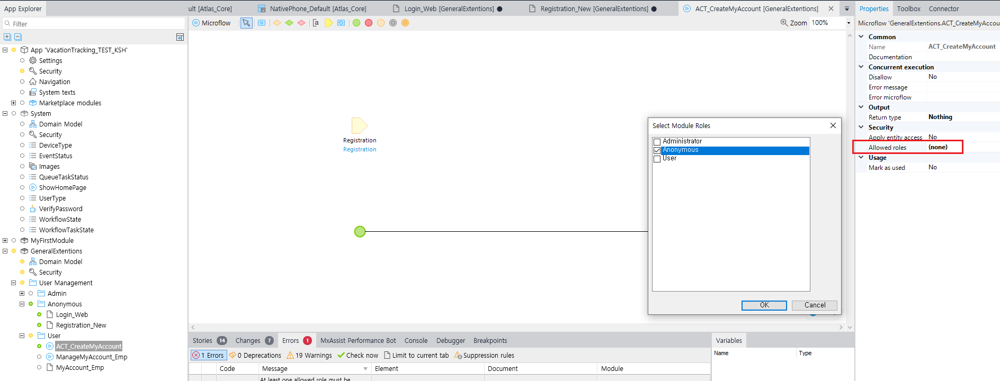 App Explorer
ult [Atlas_Core]
NativePhone_Default [Atlas_Core]
Login_Web [GeneralExtentions]
Registration_New [GeneralExtentions]
ACT_CreateMyAccount [GeneralExtentions]
Properties
Toolbox
Connector
Filter
Microflow
Zoom
100%
Microflow 'GeneralExtentions.ACT_CreateMyAccou
App 'VacationTracking_TEST_KSH'
Settings
Security
Navigation
System texts
Marketplace modules
System
Domain Model
Security
DeviceType
EventStatus
Images
QueueTaskStatus
ShowHomePage
UserType
VerifyPassword
WorkflowState
WorkflowTaskState
MyFirstModule
GeneralExtentions
Domain Model
Security
User Management
Admin
Anonymous
Login_Web
Registration_New
User
ACT_CreateMyAccount
ManageMyAccount_Emp
MyAccount_Emp
Registration
Registration
Select Module Roles
Administrator
Anonymous
User
OK
Cancel
Common
Name ACT_CreateMyAccount
Documentation
Concurrent execution
Disallow No
Error message
Error microflow
Output
Return type Nothing
Security
Apply entity access No
Allowed roles (none)
Usage
Mark as used No
Stories 14
Changes 7
Errors 1
MxAssist Performance Bot
Console
Debugger
Breakpoints
Variables
1 Errors
0 Deprecations
19 Warnings
Check now
Limit to current tab
Suppression rules
Name
Type
Code
Message
Element
Document
Module
At least one allowed role must be